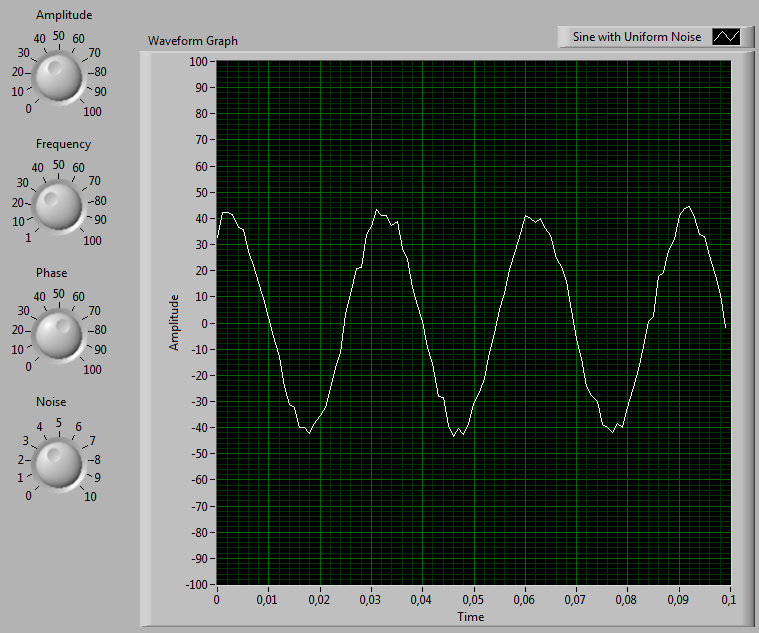 Amplitude
0 10 20 30 40 50 60 70 80 90 100
Frequency
1 10 20 30 40 50 60 70 80 90 100
Phase
0 10 20 30 40 50 60 70 80 90 100
Noise
0 1 2 3 4 5 6 7 8 9 10
Waveform Graph
Sine with Uniform Noise
Amplitude
100
90
80
70
60
50
40
30
20
10
0
-10
-20
-30
-40
-50
-60
-70
-80
-90
-100
0 0,01 0,02 0,03 0,04 0,05 0,06 0,07 0,08 0,09 0,1
Time